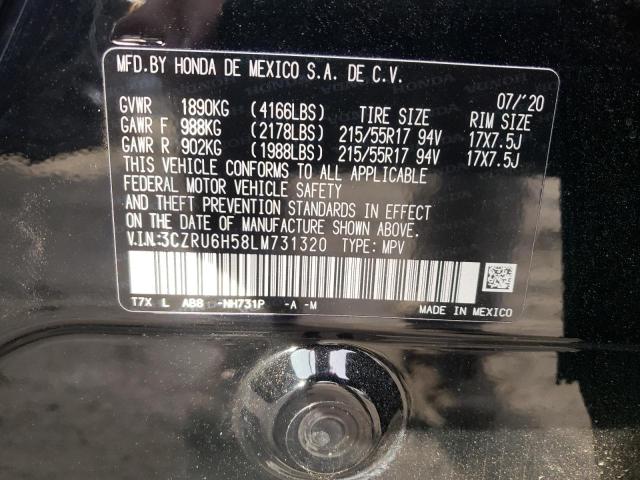 MFD.BY HONDA DE MEXICO S.A. DE C.V.
07/'20
GVWR 1890KG (4166LBS) TIRE SIZE RIM SIZE
GAWR F 988KG (2178LBS) 215/55R17 94V 17X7.5J
GAWR R 902KG (1988LBS) 215/55R17 94V 17X7.5J
THIS VEHICLE CONFORMS TO ALL APPLICABLE
FEDERAL MOTOR VEHICLE SAFETY
AND THEFT PREVENTION STANDARDS IN EFFECT
ON THE DATE OF MANUFACTURE SHOWN ABOVE.
V.I.N:3CZRU6H58LM731320 TYPE: MPV
T7X L A88 -NH731P -A -M
MADE IN MEXICO